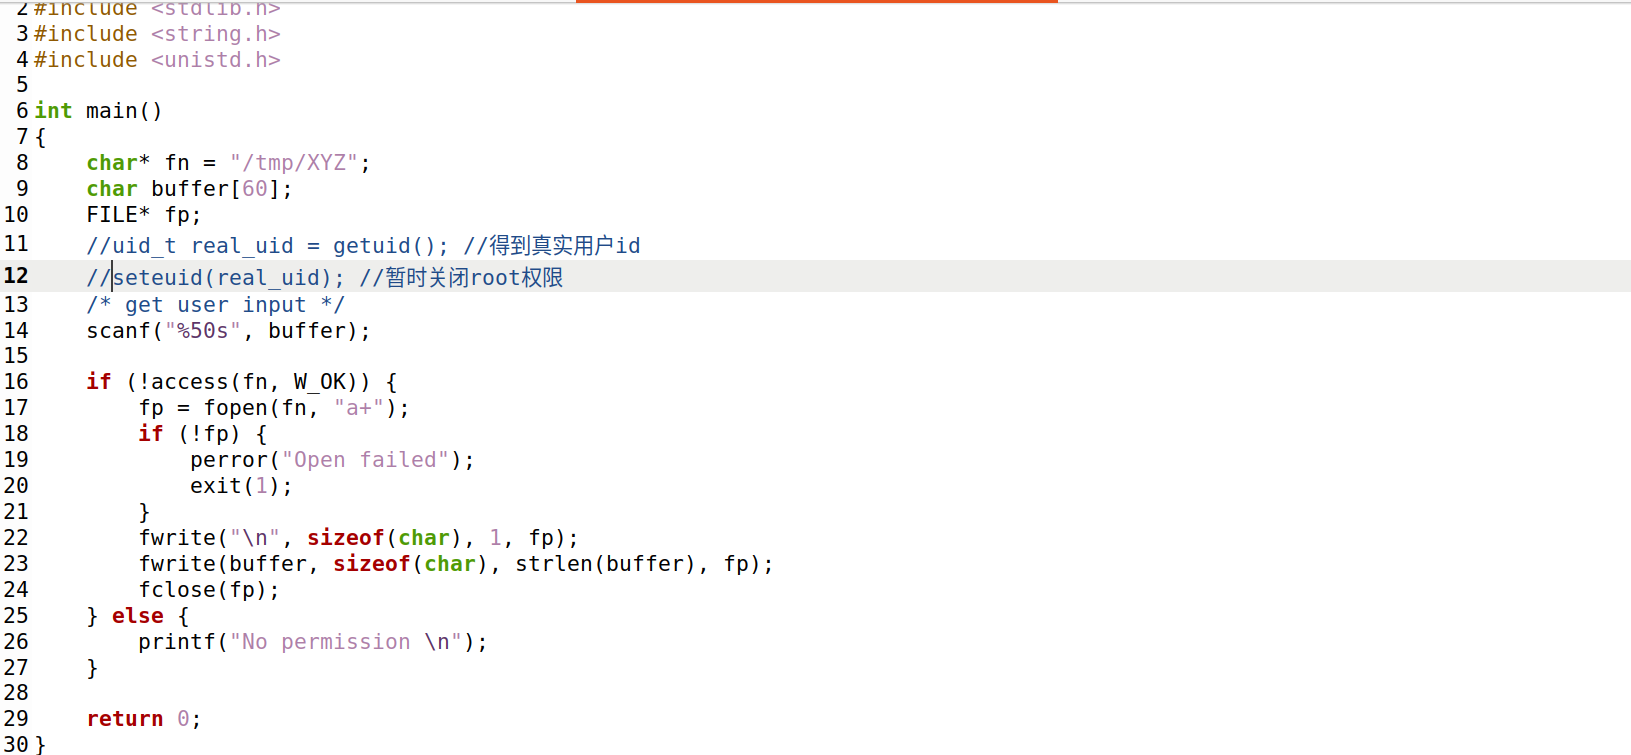 2 #include <stdlib.h>
3 #include <string.h>
4 #include <unistd.h>
5
6 int main()
7 {
8     char* fn = "/tmp/XYZ";
9     char buffer[60];
10     FILE* fp;
11     //uid_t real_uid = getuid(); //得到真实用户id
12     //seteuid(real_uid); //暂时关闭root权限
13     /* get user input */
14     scanf("%50s", buffer);
15
16     if (!access(fn, W_OK)) {
17         fp = fopen(fn, "a+");
18         if (!fp) {
19             perror("Open failed");
20             exit(1);
21         }
22         fwrite("\n", sizeof(char), 1, fp);
23         fwrite(buffer, sizeof(char), strlen(buffer), fp);
24         fclose(fp);
25     } else {
26         printf("No permission \n");
27     }
28
29     return 0;
30 }